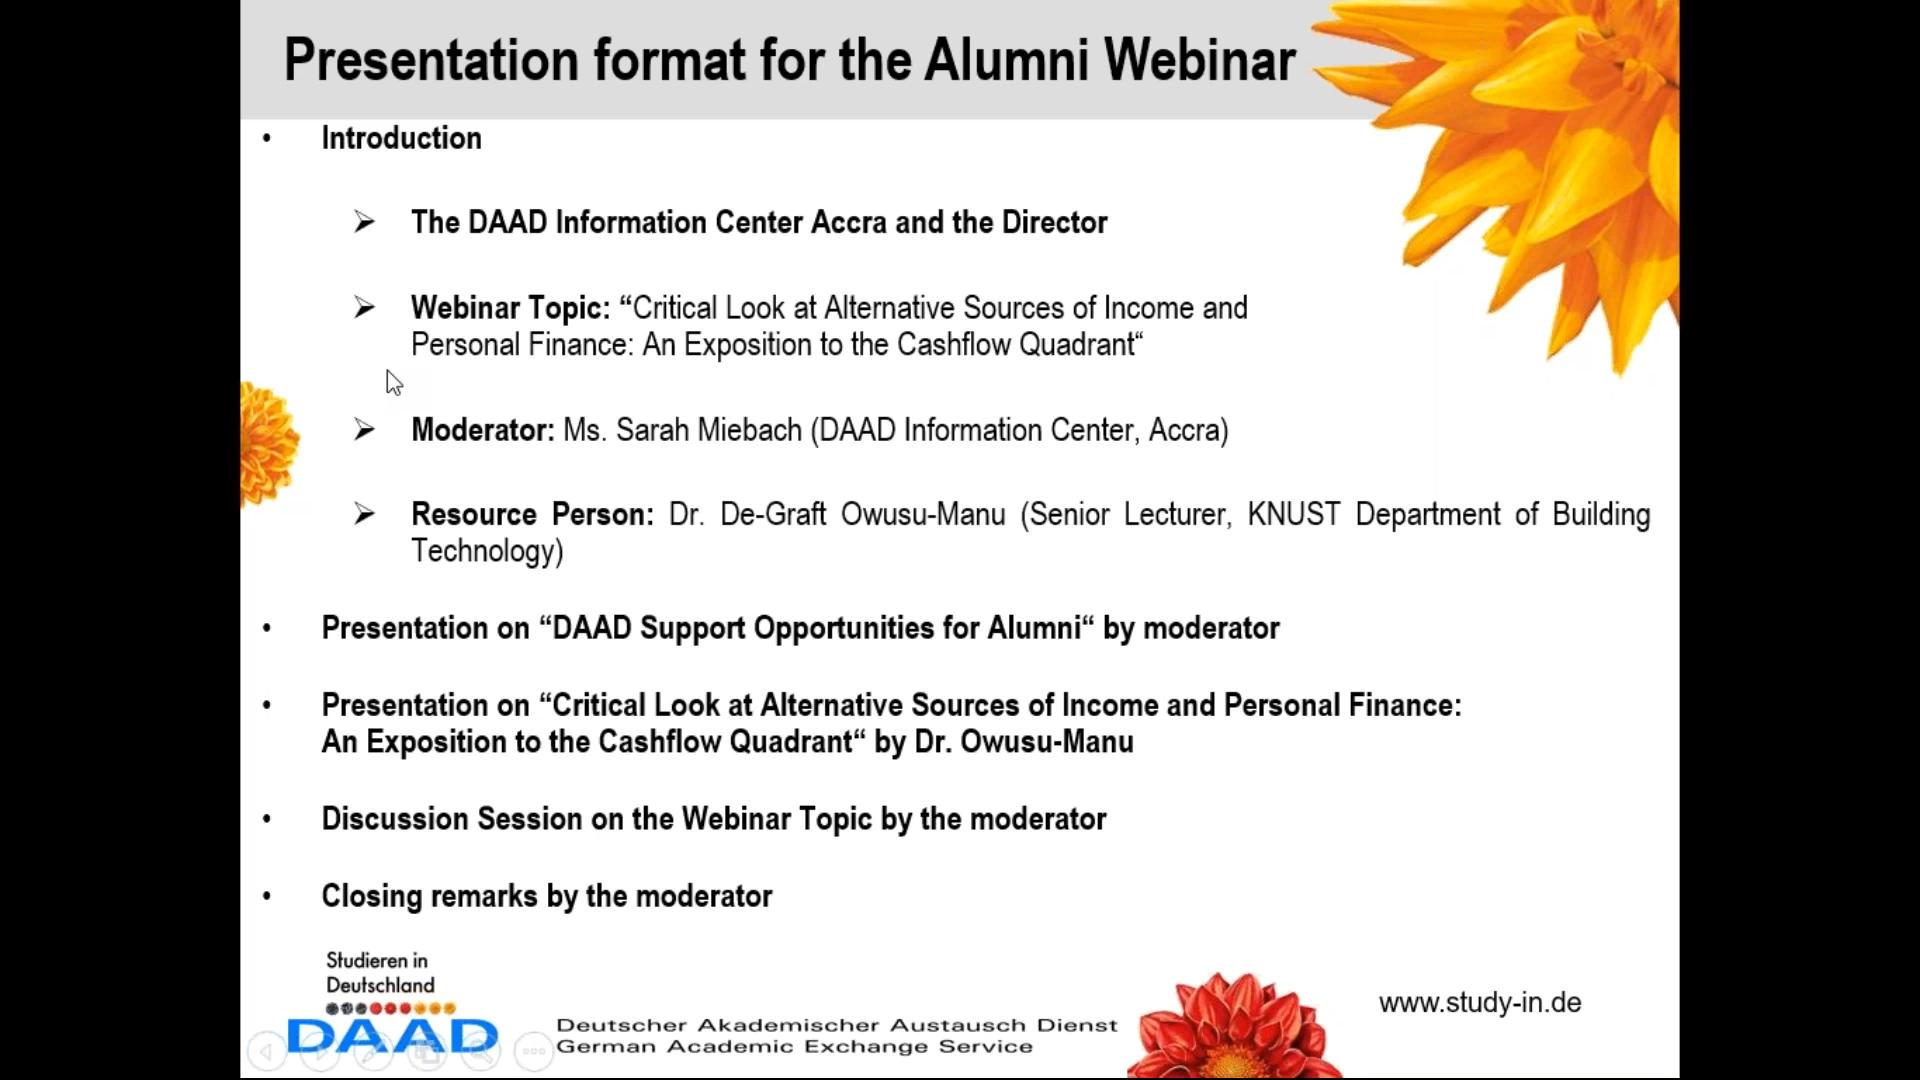 Presentation format for the Alumni Webinar
• Introduction
➢ The DAAD Information Center Accra and the Director
➢ Webinar Topic: “Critical Look at Alternative Sources of Income and
Personal Finance: An Exposition to the Cashflow Quadrant“
➢ Moderator: Ms. Sarah Miebach (DAAD Information Center, Accra)
➢ Resource Person: Dr. De-Graft Owusu-Manu (Senior Lecturer, KNUST Department of Building
Technology)
• Presentation on “DAAD Support Opportunities for Alumni“ by moderator
• Presentation on “Critical Look at Alternative Sources of Income and Personal Finance:
An Exposition to the Cashflow Quadrant“ by Dr. Owusu-Manu
• Discussion Session on the Webinar Topic by the moderator
• Closing remarks by the moderator
Studieren in
Deutschland
DAAD
Deutscher Akademischer Austausch Dienst
German Academic Exchange Service
www.study-in.de